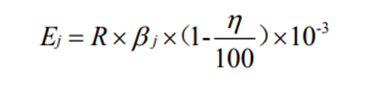 E_j = R × β_j × (1-η/100) × 10^-3